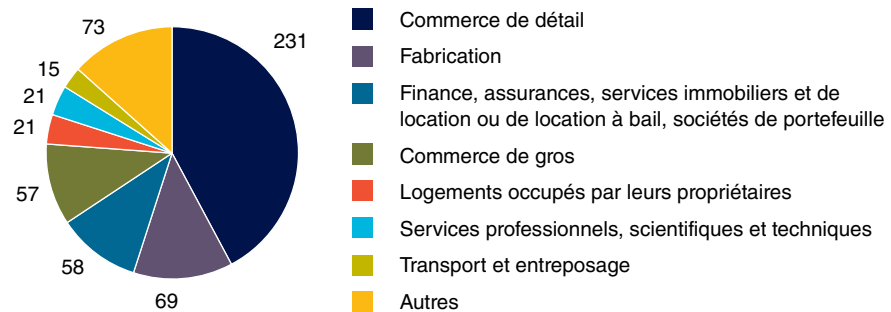 231
69
58
57
21
21
15
73
Commerce de détail
Fabrication
Finance, assurances, services immobiliers et de
location ou de location à bail, sociétés de portefeuille
Commerce de gros
Logements occupés par leurs propriétaires
Services professionnels, scientifiques et techniques
Transport et entreposage
Autres